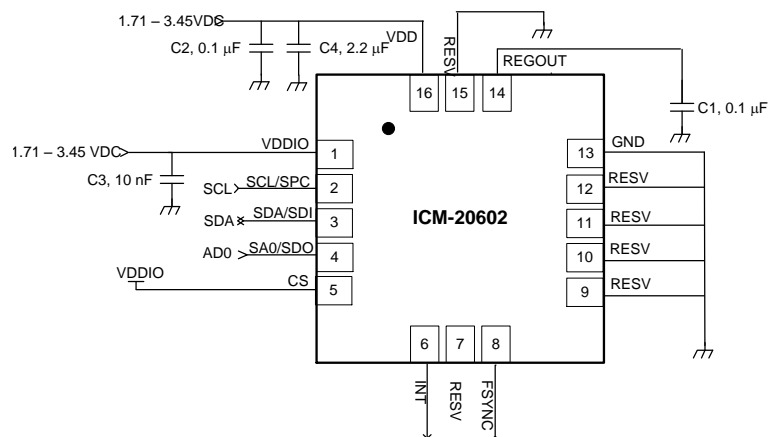 1.71 – 3.45VDC
C2, 0.1 µF
C4, 2.2 µF
VDD
RESV
REGOUT
C1, 0.1 µF
16
15
14
1.71 – 3.45 VDC
VDDIO
1
C3, 10 nF
SCL
SCL/SPC
2
SDA
SDA/SDI
3
AD0
SA0/SDO
4
VDDIO
CS
5
ICM-20602
13
GND
12
RESV
11
RESV
10
RESV
9
RESV
6
7
8
INT
RESV
FSYNC